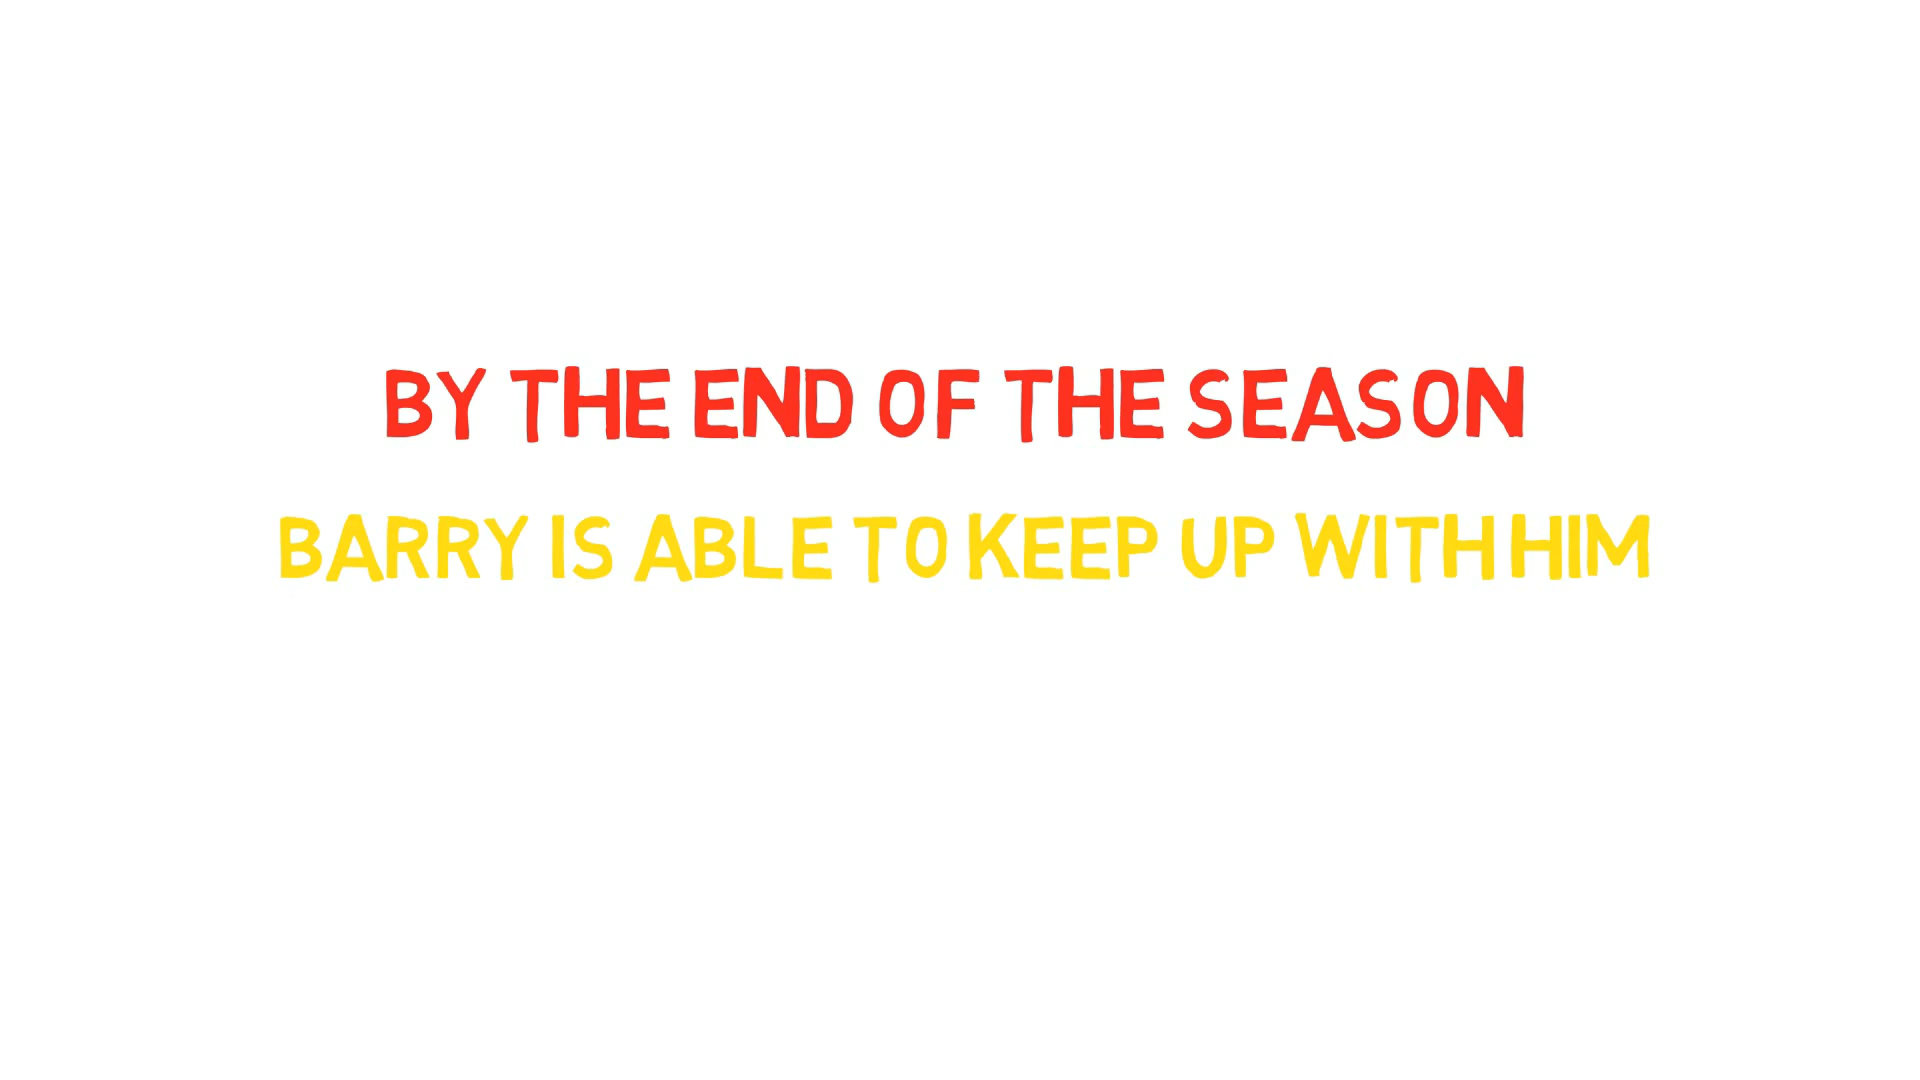 BY THE END OF THE SEASON
BARRY IS ABLE TO KEEP UP WITH HIM